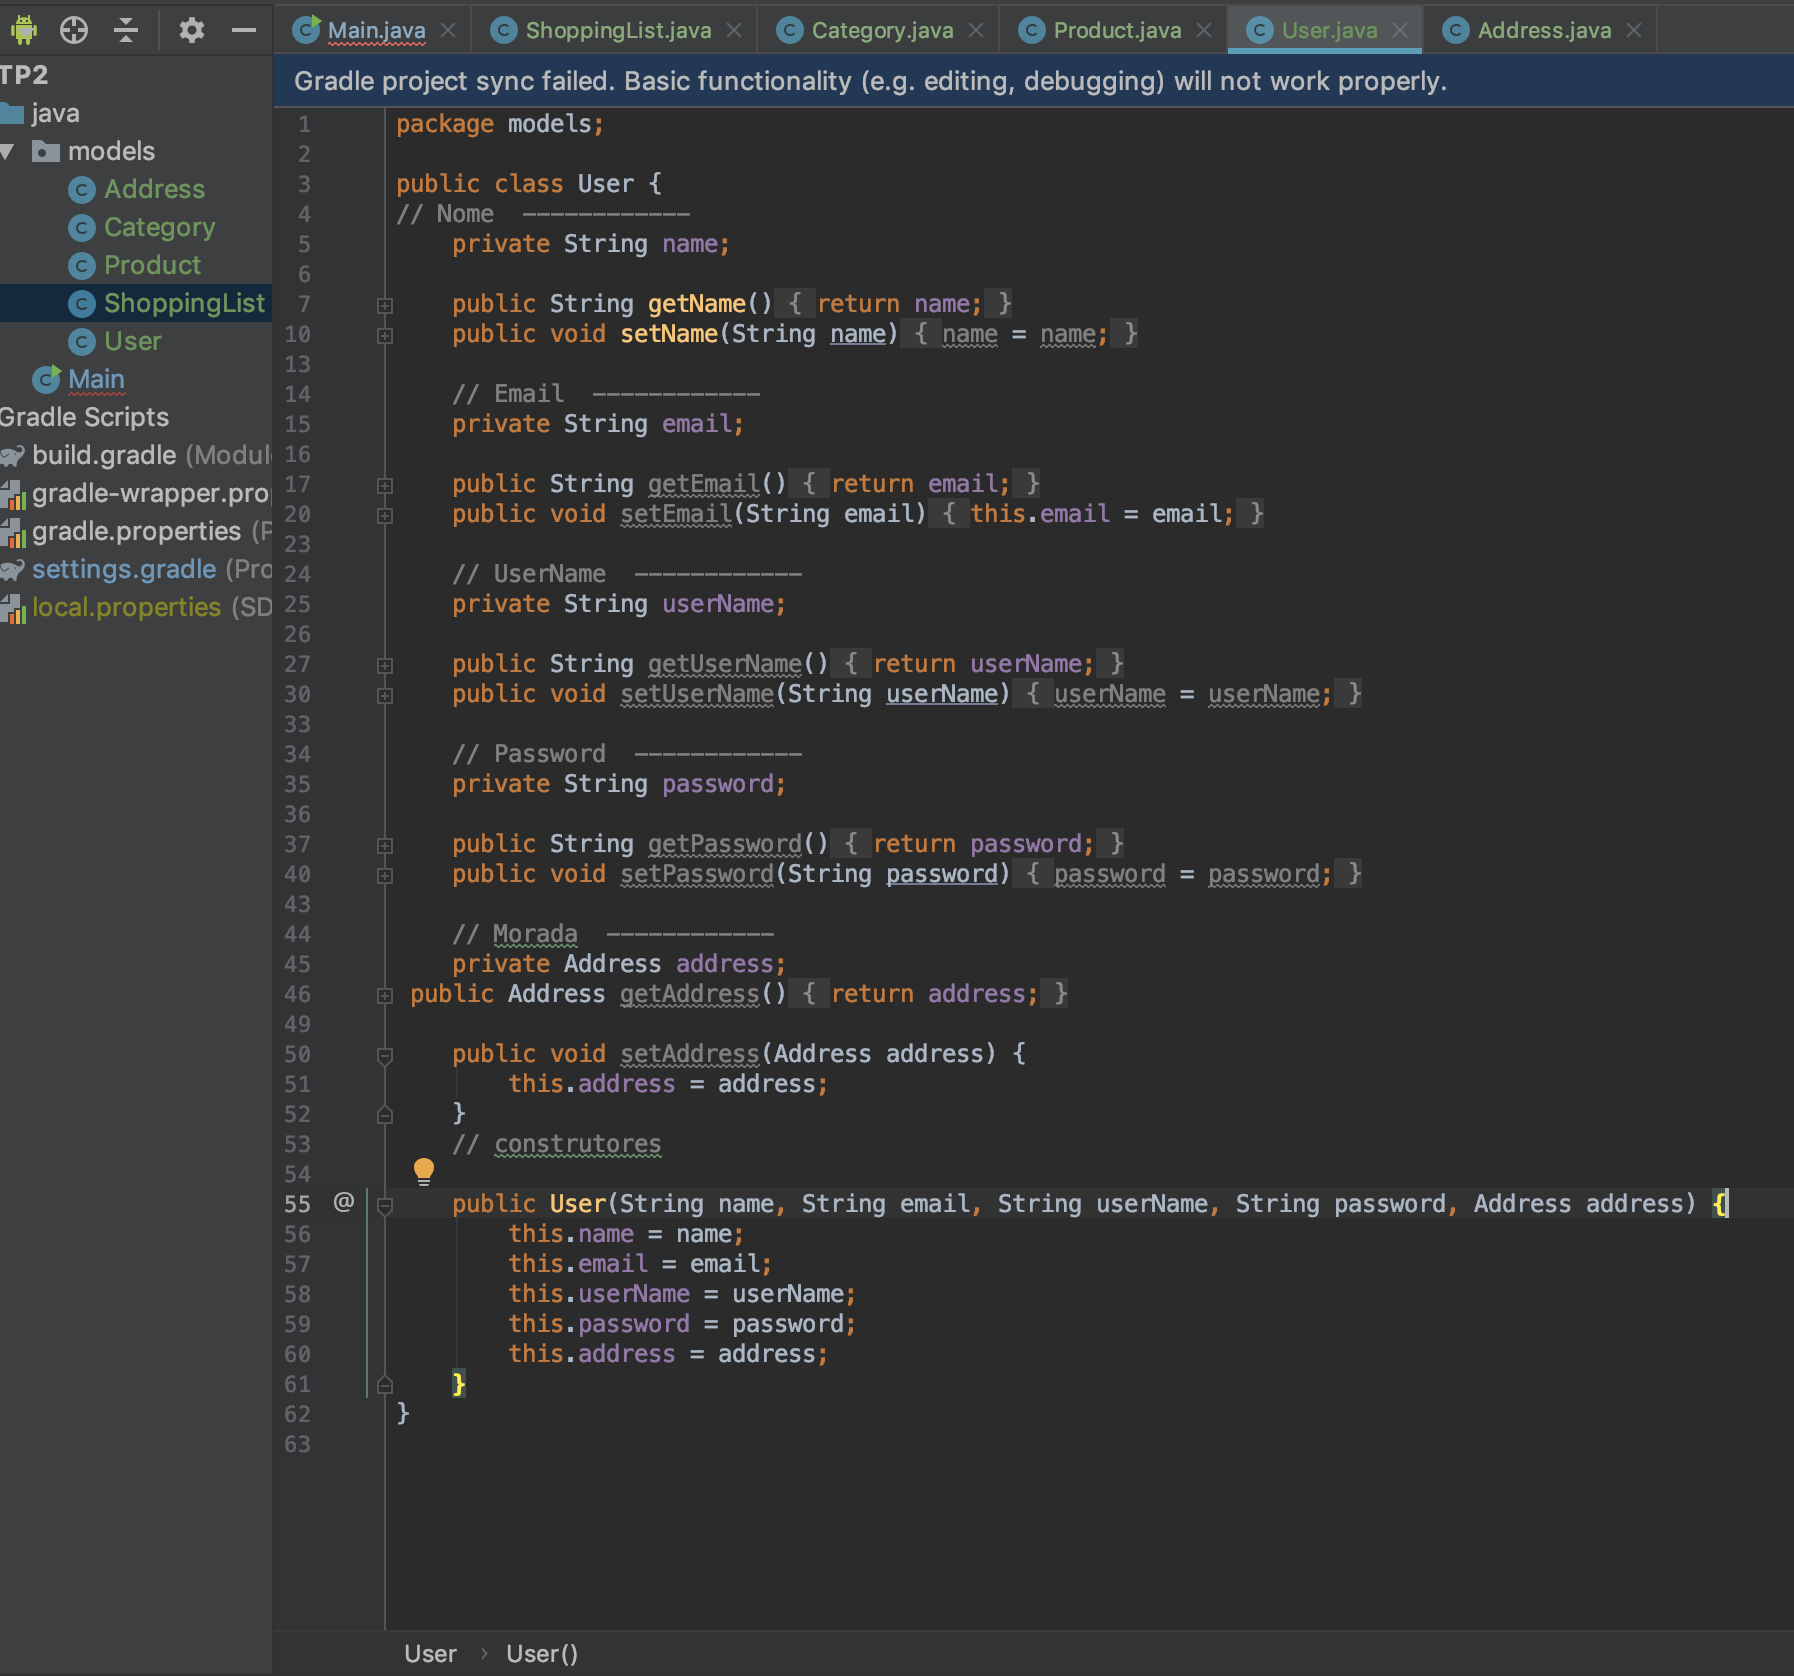 Main.java ShoppingList.java Category.java Product.java User.java Address.java
TP2
java
models
Address
Category
Product
ShoppingList
User
Main
Gradle Scripts
build.gradle (Modul
gradle-wrapper.pro
gradle.properties (P
settings.gradle (Pro
local.properties (SD
Gradle project sync failed. Basic functionality (e.g. editing, debugging) will not work properly.
1 package models;
2
3 public class User {
4 // Nome ------------
5 private String name;
6
7 public String getName() { return name; }
10 public void setName(String name) { name = name; }
13
14 // Email ------------
15 private String email;
16
17 public String getEmail() { return email; }
20 public void setEmail(String email) { this.email = email; }
23
24 // UserName ------------
25 private String userName;
26
27 public String getUserName() { return userName; }
30 public void setUserName(String userName) { userName = userName; }
33
34 // Password ------------
35 private String password;
36
37 public String getPassword() { return password; }
40 public void setPassword(String password) { password = password; }
43
44 // Morada ------------
45 private Address address;
46 public Address getAddress() { return address; }
49
50 public void setAddress(Address address) {
51 this.address = address;
52 }
53 // construtores
54
55 @ public User(String name, String email, String userName, String password, Address address) {
56 this.name = name;
57 this.email = email;
58 this.userName = userName;
59 this.password = password;
60 this.address = address;
61 }
62 }
63
User › User()